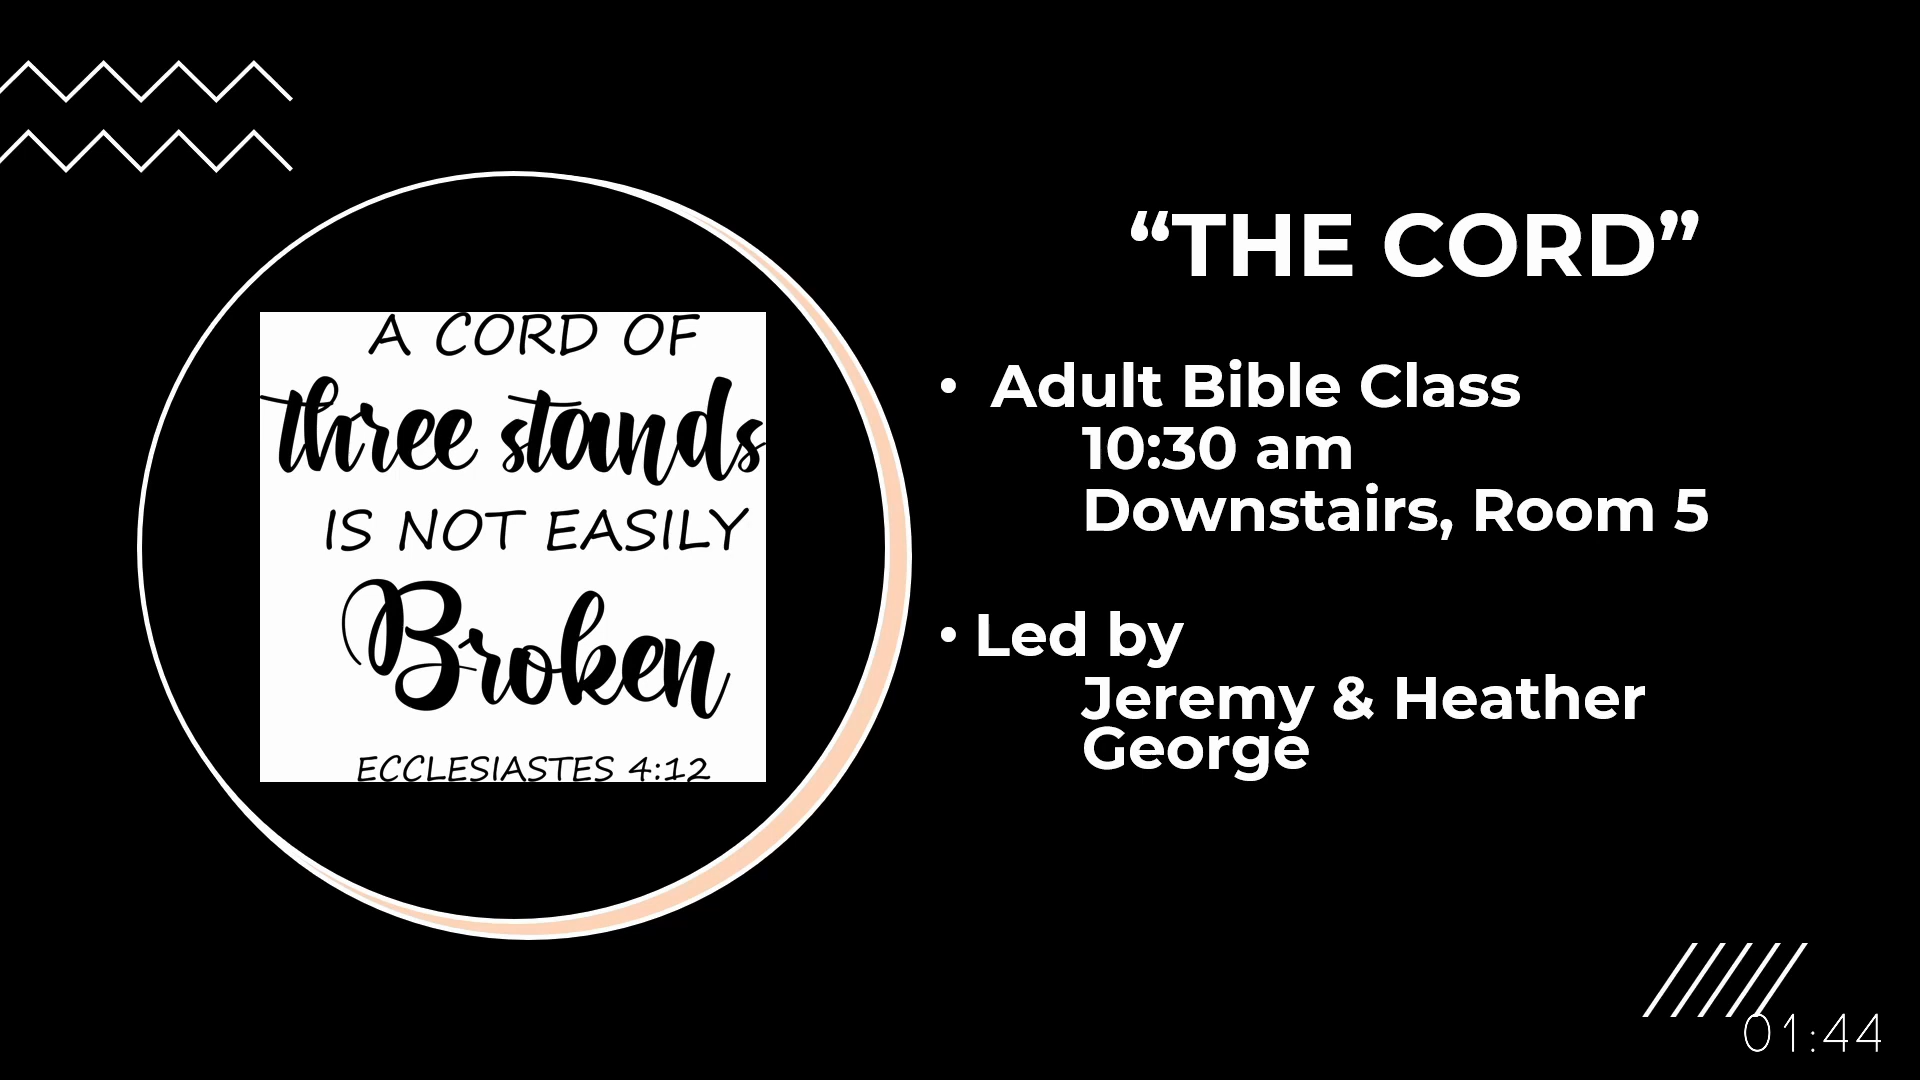 A CORD OF
three stands
IS NOT EASILY
Broken
ECCLESIASTES 4:12
“THE CORD”
• Adult Bible Class
10:30 am
Downstairs, Room 5
• Led by
Jeremy & Heather
George
01:44